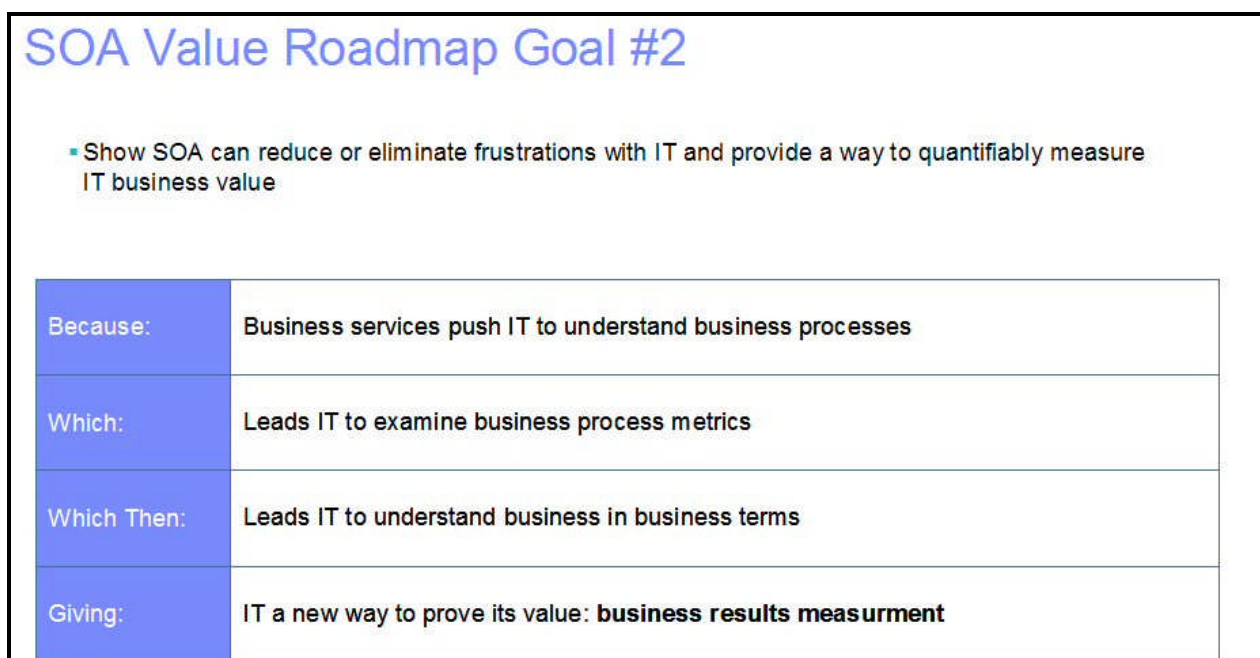 SOA Value Roadmap Goal #2
▪ Show SOA can reduce or eliminate frustrations with IT and provide a way to quantifiably measure
IT business value
Because: Business services push IT to understand business processes
Which: Leads IT to examine business process metrics
Which Then: Leads IT to understand business in business terms
Giving: IT a new way to prove its value: business results measurment